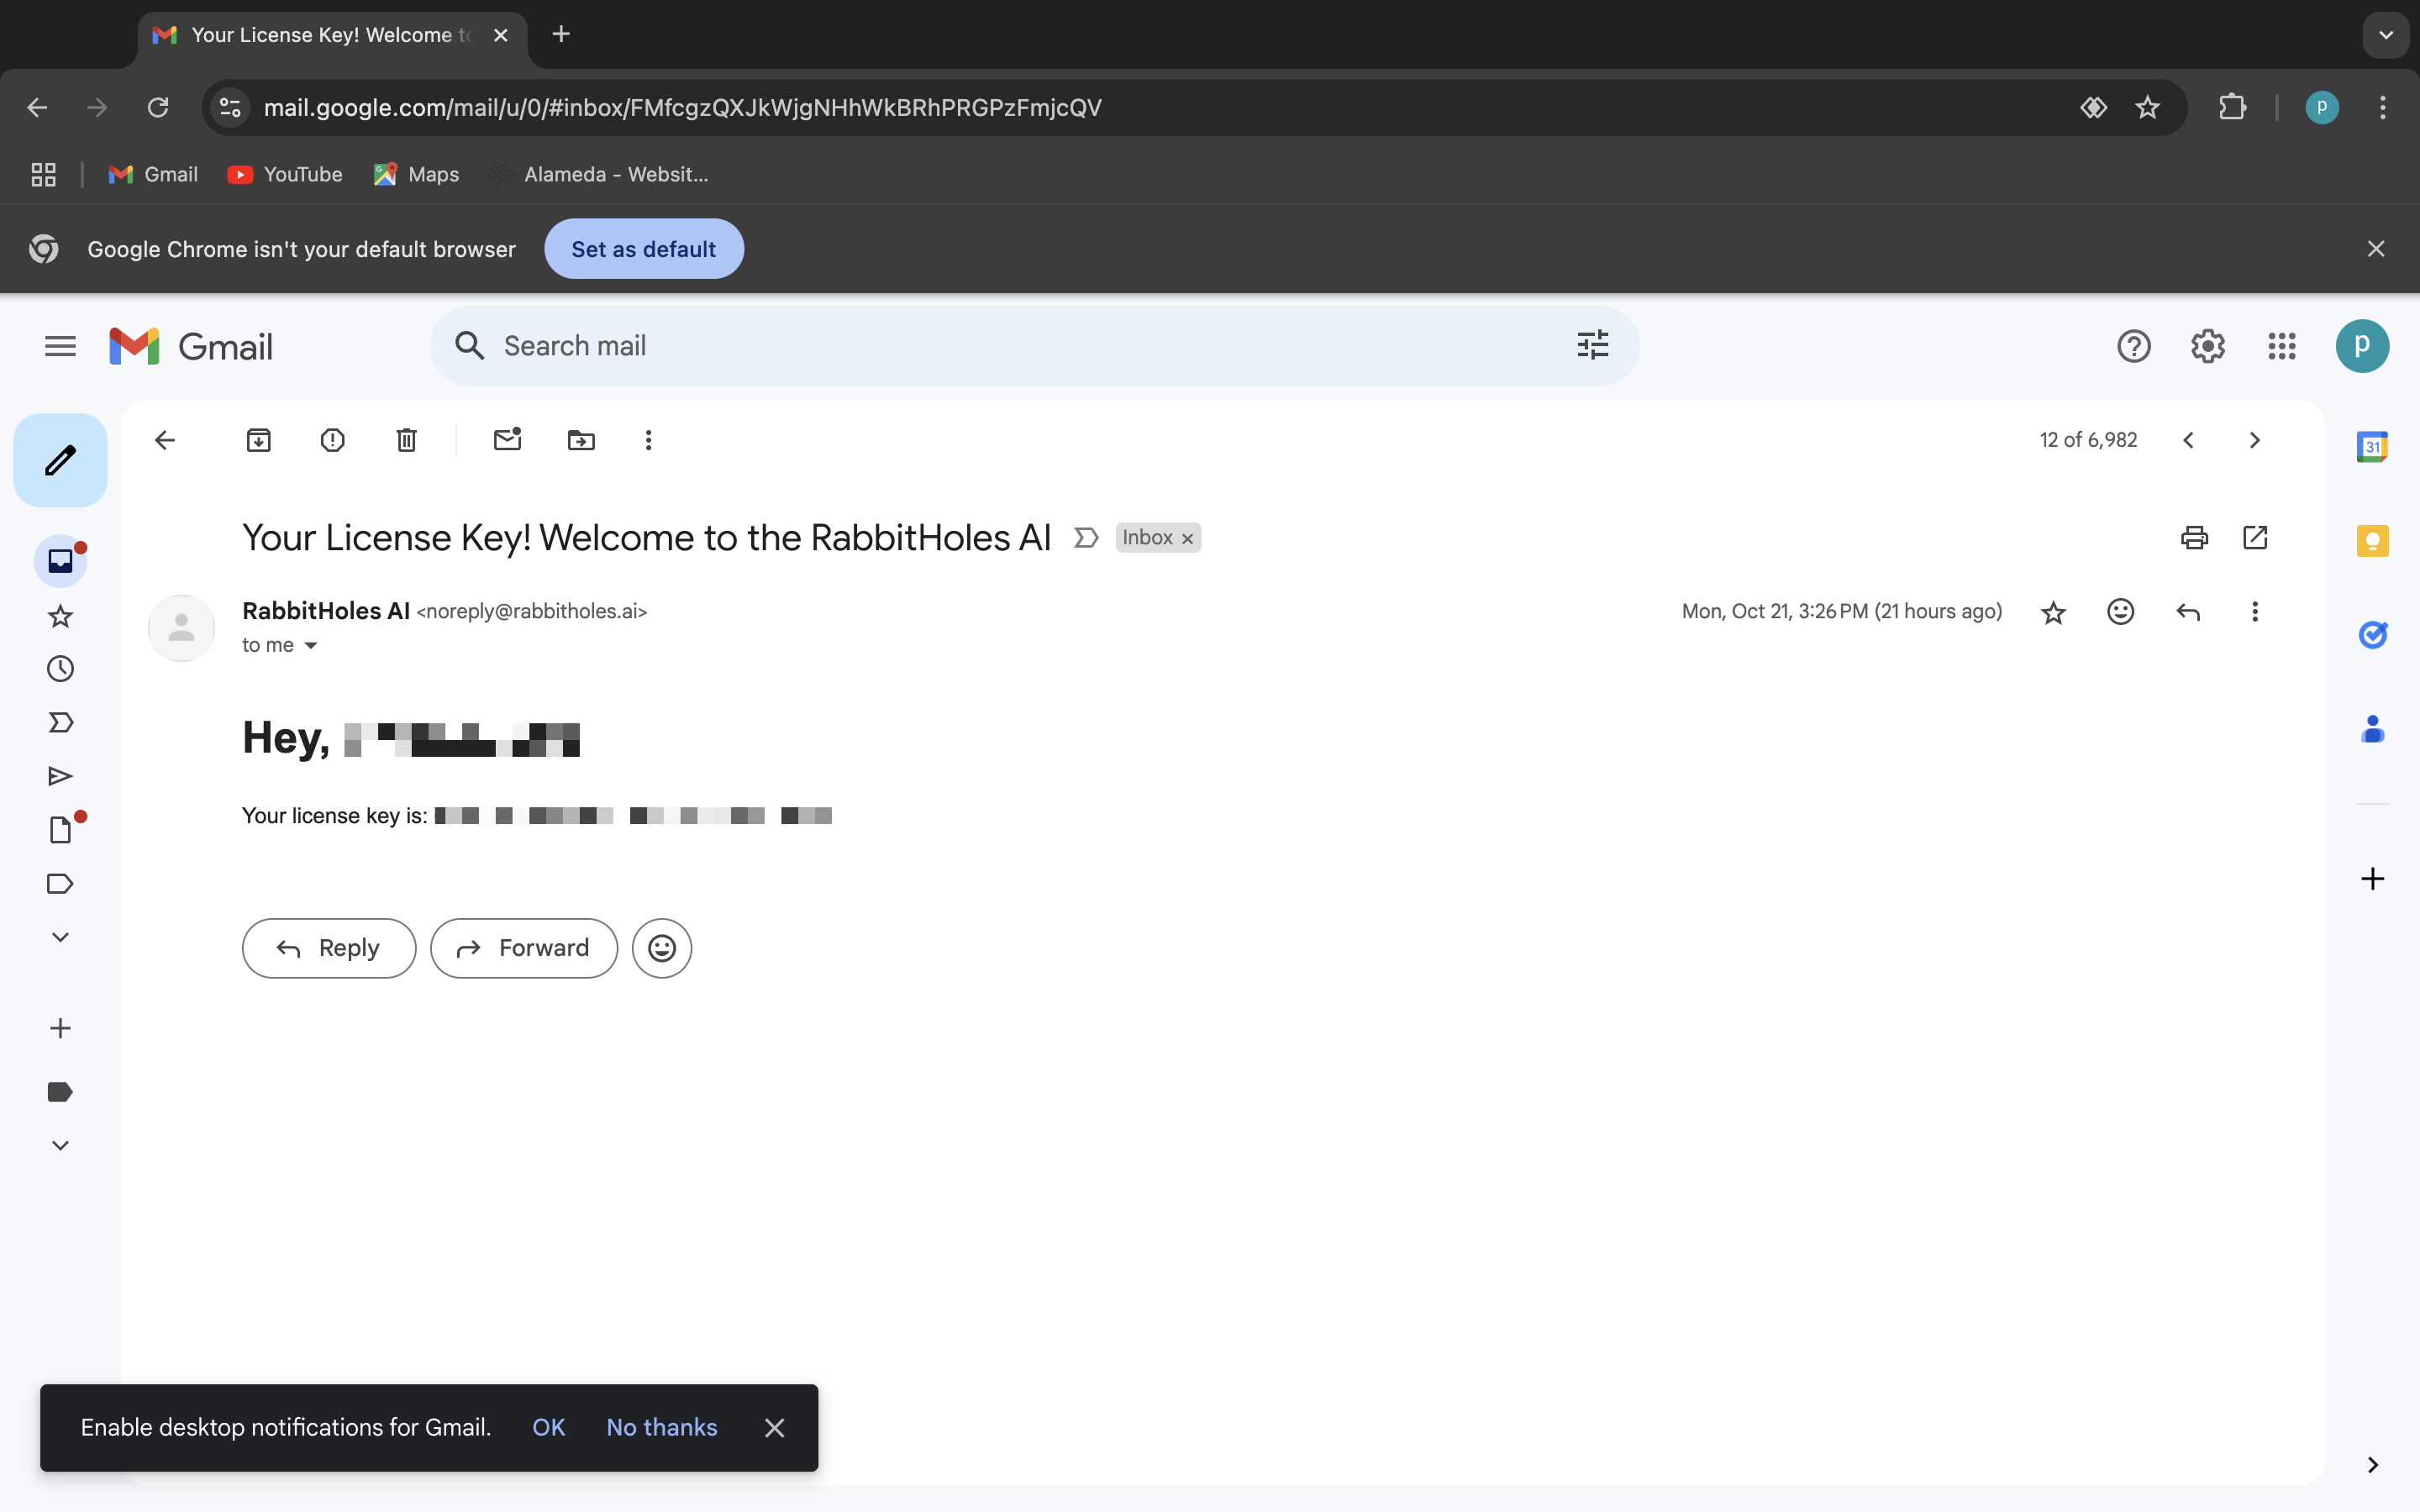 Your License Key! Welcome to
mail.google.com/mail/u/0/#inbox/FMfcgzQXJkWjgNHhWkBRhPRGPzFmjcQV
p
Gmail
YouTube
Maps
Alameda - Websit...
Google Chrome isn't your default browser
Set as default
Gmail
Search mail
p
12 of 6,982
31
Your License Key! Welcome to the RabbitHoles AI
Inbox x
RabbitHoles AI <noreply@rabbitholes.ai>
Mon, Oct 21, 3:26 PM (21 hours ago)
to me
Hey,
Your license key is:
Reply
Forward
Enable desktop notifications for Gmail.
OK
No thanks